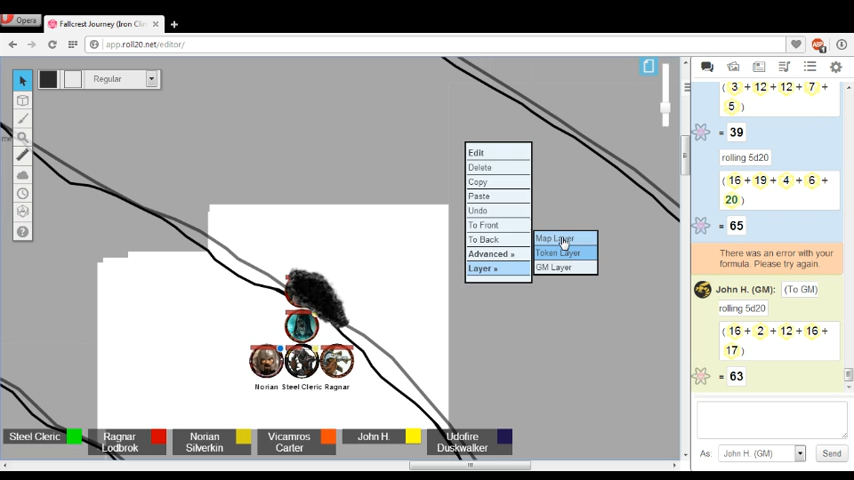 Opera
Fallcrest Journey (Iron Cli
app.roll20.net/editor/
Regular
me
Edit
Delete
Copy
Paste
Undo
To Front
To Back
Advanced »
Layer »
Map Layer
Token Layer
GM Layer
Norian Steel Cleric Ragnar
Steel Cleric
Ragnar
Lodbrok
Norian
Silverkin
Vicamros
Carter
John H.
Udofire
Duskwalker
( 3 + 12 + 12 + 7 +
5 )
= 39
rolling 5d20
( 16 + 19 + 4 + 6 +
20 )
= 65
There was an error with your
formula. Please try again.
John H. (GM): (To GM)
rolling 5d20
( 16 + 2 + 12 + 16 +
17 )
= 63
As: John H. (GM) Send